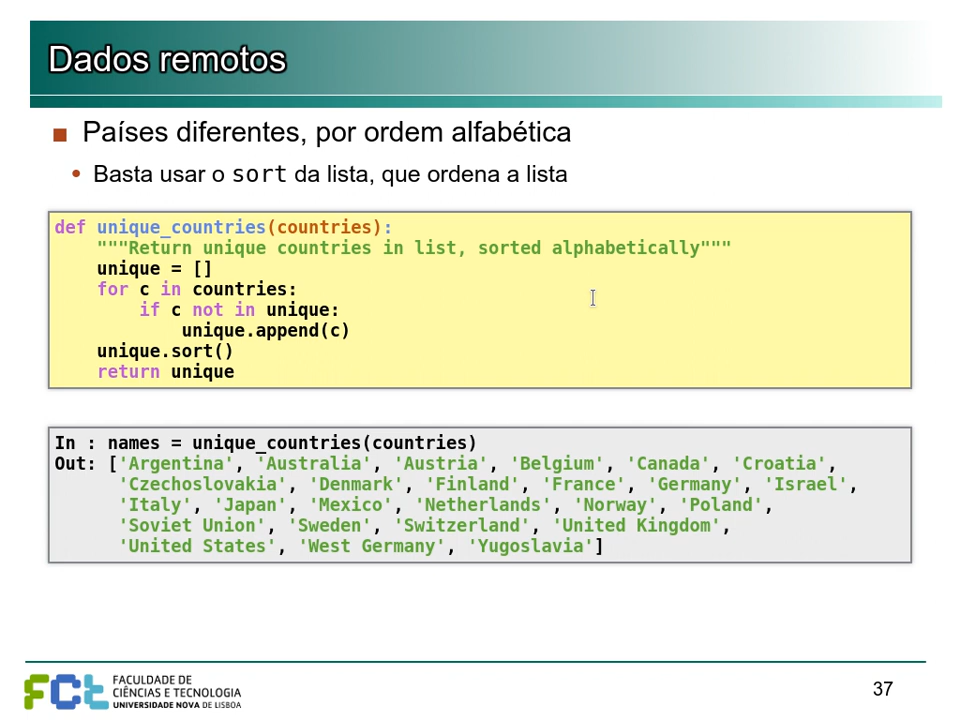 Dados remotos
Países diferentes, por ordem alfabética
Basta usar o sort da lista, que ordena a lista
def unique_countries(countries):
    """Return unique countries in list, sorted alphabetically"""
    unique = []
    for c in countries:
        if c not in unique:
            unique.append(c)
    unique.sort()
    return unique
In : names = unique_countries(countries)
Out: ['Argentina', 'Australia', 'Austria', 'Belgium', 'Canada', 'Croatia',
      'Czechoslovakia', 'Denmark', 'Finland', 'France', 'Germany', 'Israel',
      'Italy', 'Japan', 'Mexico', 'Netherlands', 'Norway', 'Poland',
      'Soviet Union', 'Sweden', 'Switzerland', 'United Kingdom',
      'United States', 'West Germany', 'Yugoslavia']
FCt
FACULDADE DE
CIÊNCIAS E TECNOLOGIA
UNIVERSIDADE NOVA DE LISBOA
37